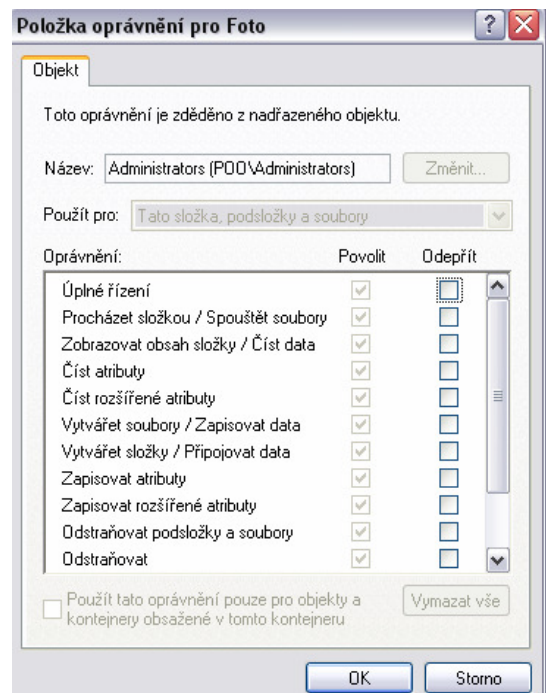 Položka oprávnění pro Foto
Objekt
Toto oprávnění je zděděno z nadřazeného objektu.
Název: Administrators (POO\Administrators) Změnit...
Použít pro: Tato složka, podsložky a soubory
Oprávnění: Povolit Odepřít
Úplné řízení
Procházet složkou / Spouštět soubory
Zobrazovat obsah složky / Číst data
Číst atributy
Číst rozšířené atributy
Vytvářet soubory / Zapisovat data
Vytvářet složky / Připojovat data
Zapisovat atributy
Zapisovat rozšířené atributy
Odstraňovat podsložky a soubory
Odstraňovat
Použít tato oprávnění pouze pro objekty a
kontejnery obsažené v tomto kontejneru
Vymazat vše
OK Storno